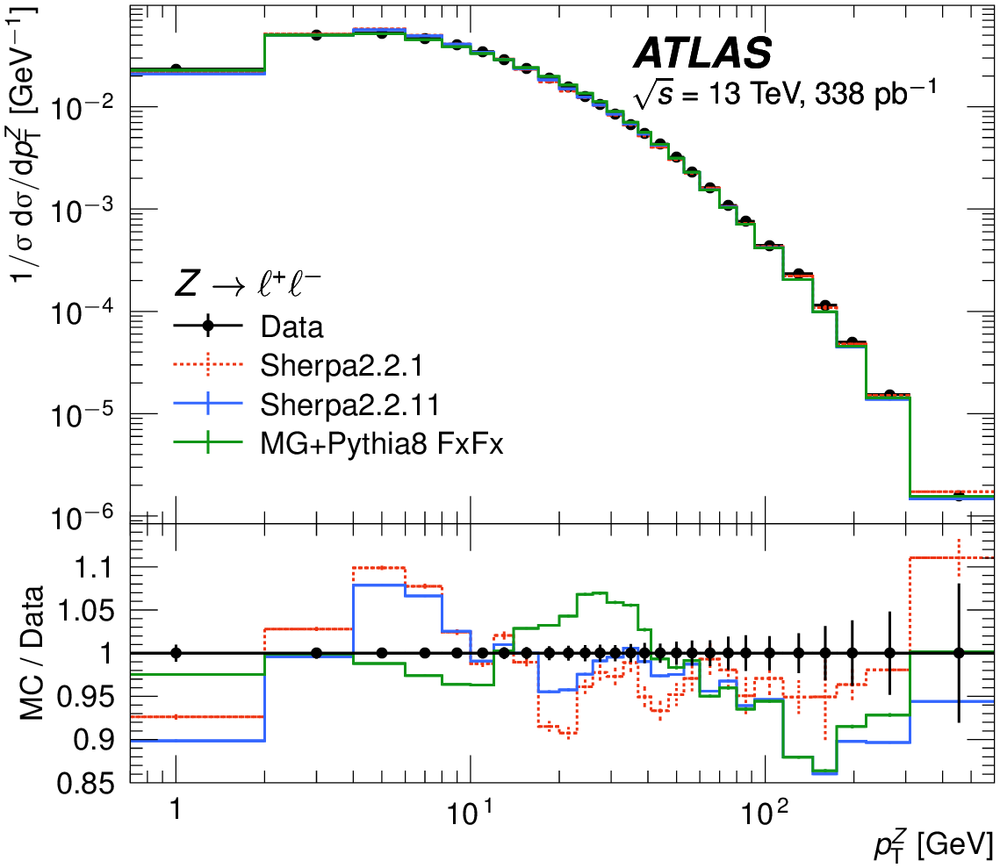 1/σ dσ/dp_T^Z [GeV⁻¹]
10⁻²
10⁻³
10⁻⁴
10⁻⁵
10⁻⁶
ATLAS
√s = 13 TeV, 338 pb⁻¹
Z → ℓ⁺ℓ⁻
Data
Sherpa2.2.1
Sherpa2.2.11
MG+Pythia8 FxFx
MC / Data
1.1
1.05
1
0.95
0.9
0.85
1
10¹
10²
p_T^Z [GeV]